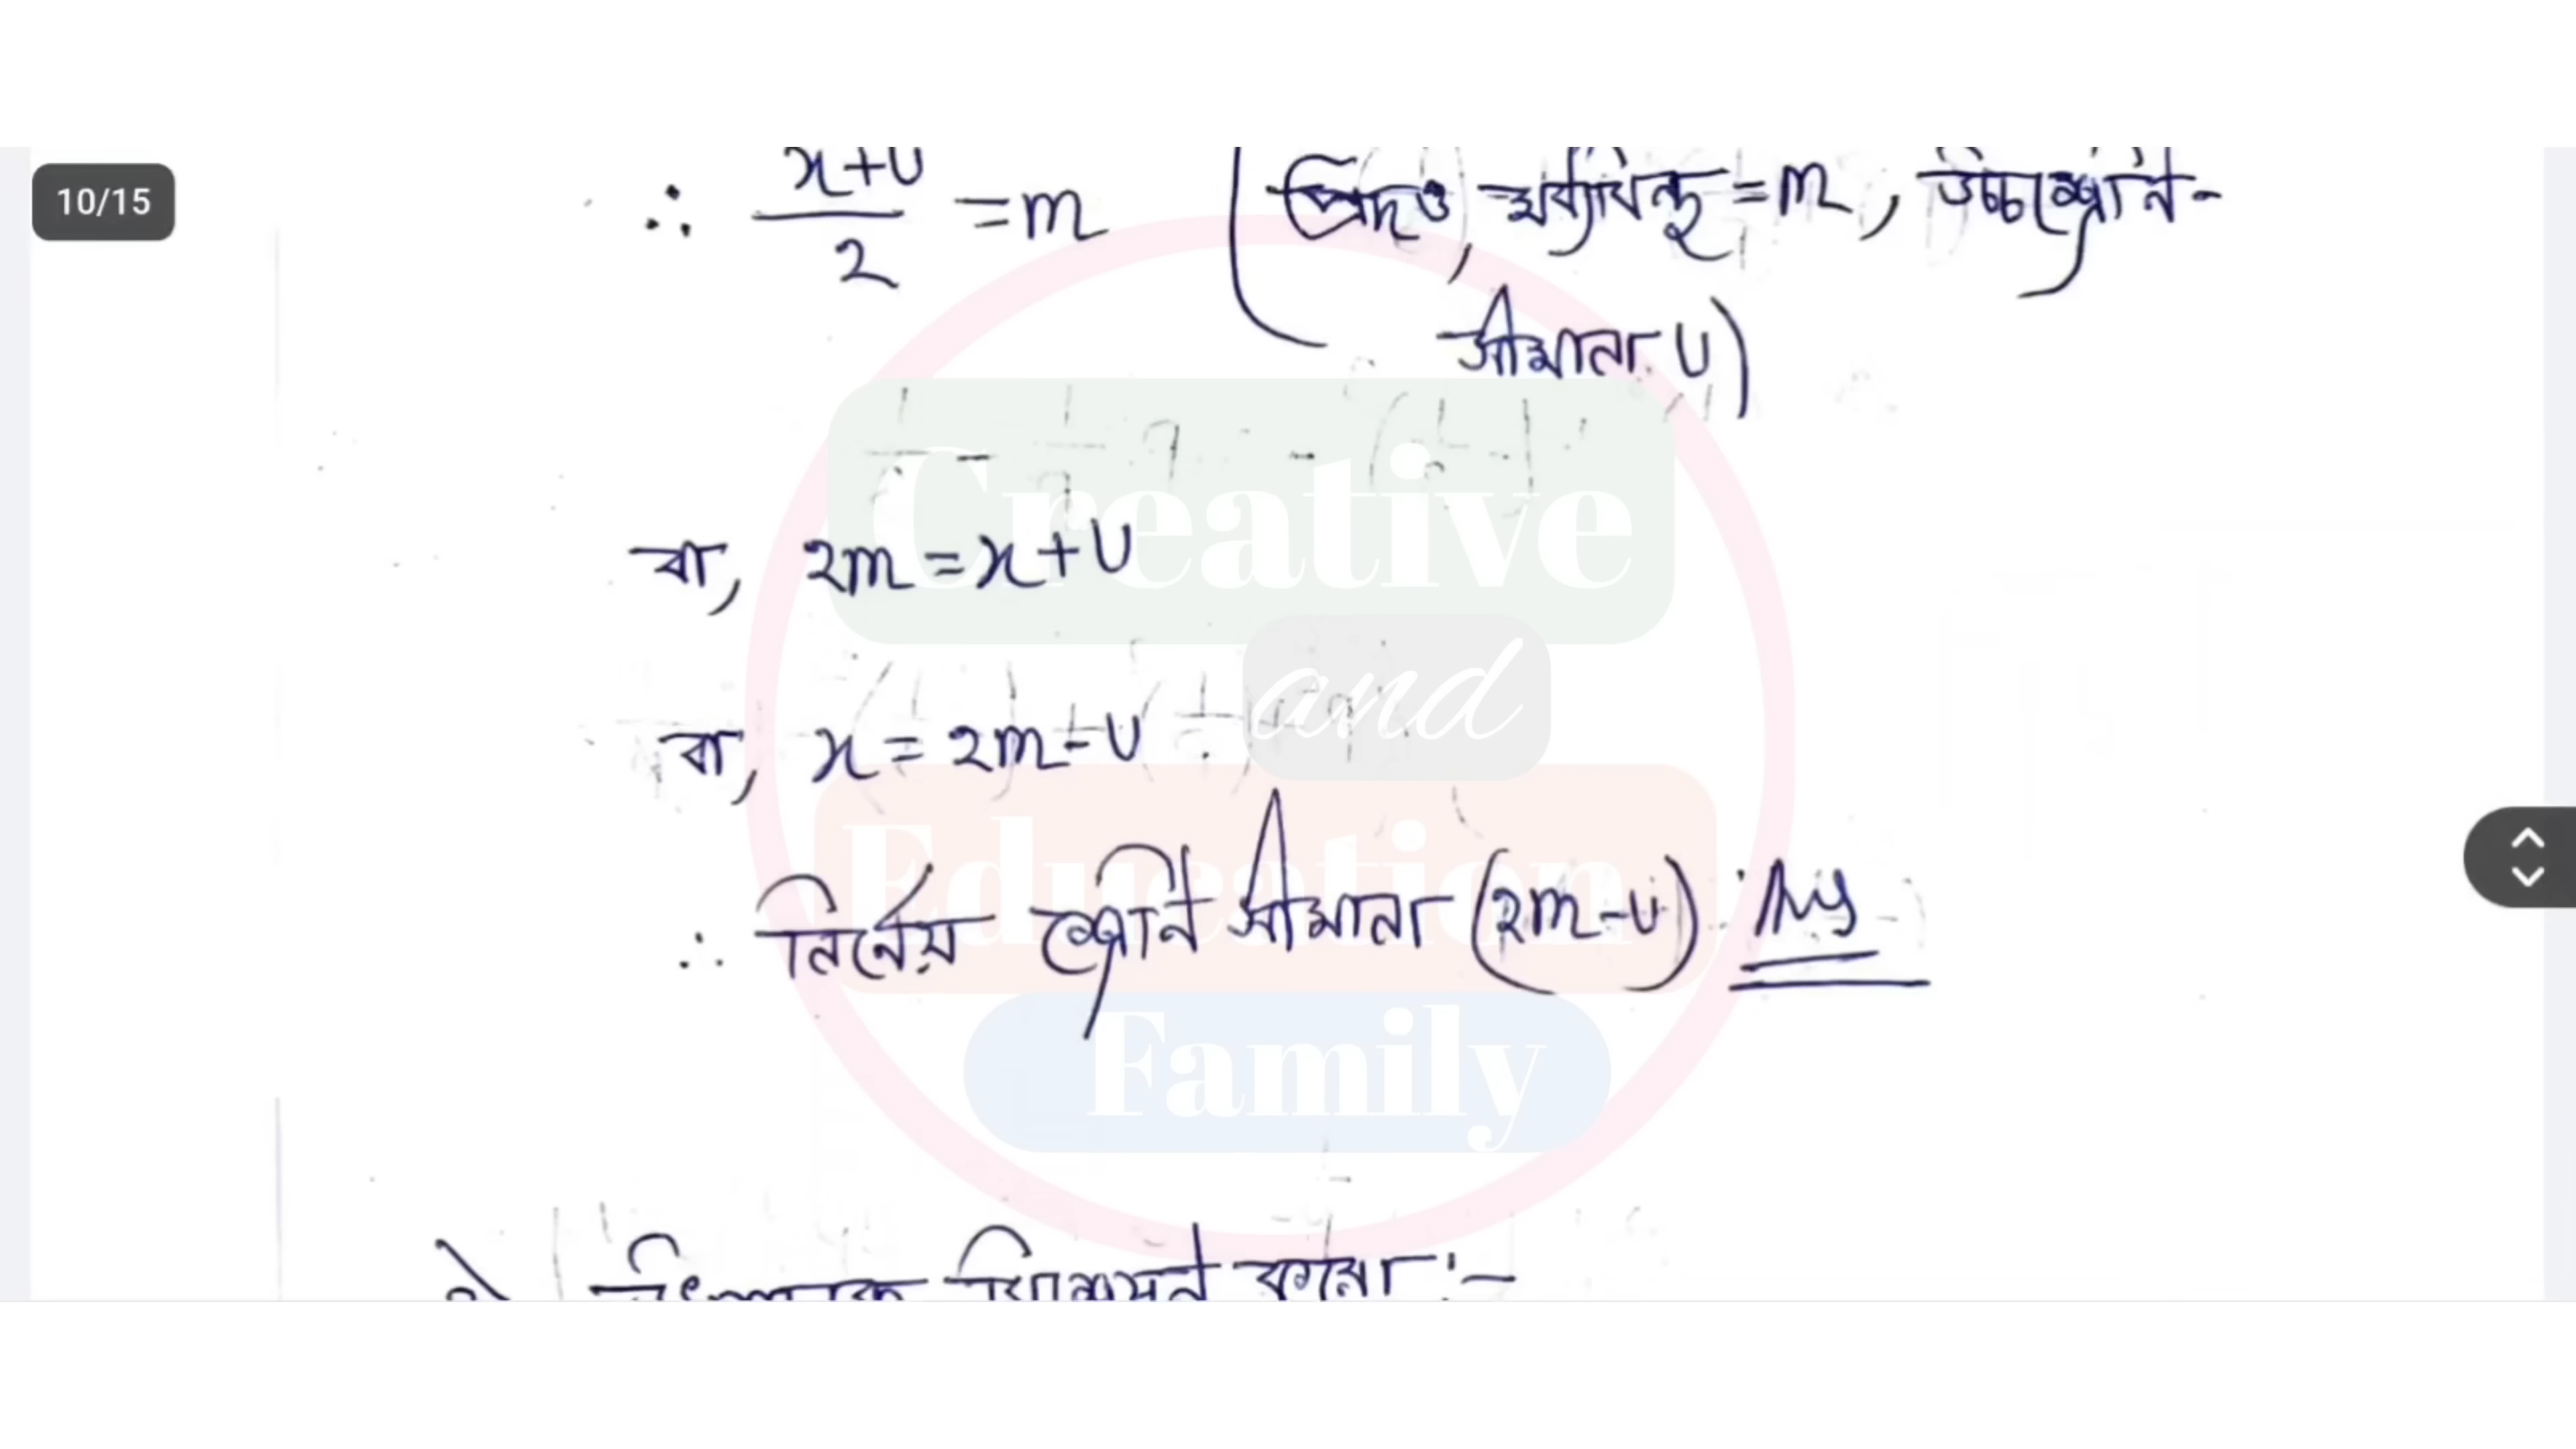 10/15
∴ x+U/2 = m (প্রদত্ত, মধ্যবিন্দু = m, উচ্চশ্রেণি-
সীমানা U)
বা, 2m = x+U
বা, x = 2m-U
∴ নির্ণেয় শ্রেণি সীমানা (2m-U) Ans
Creative
and
Education
Family